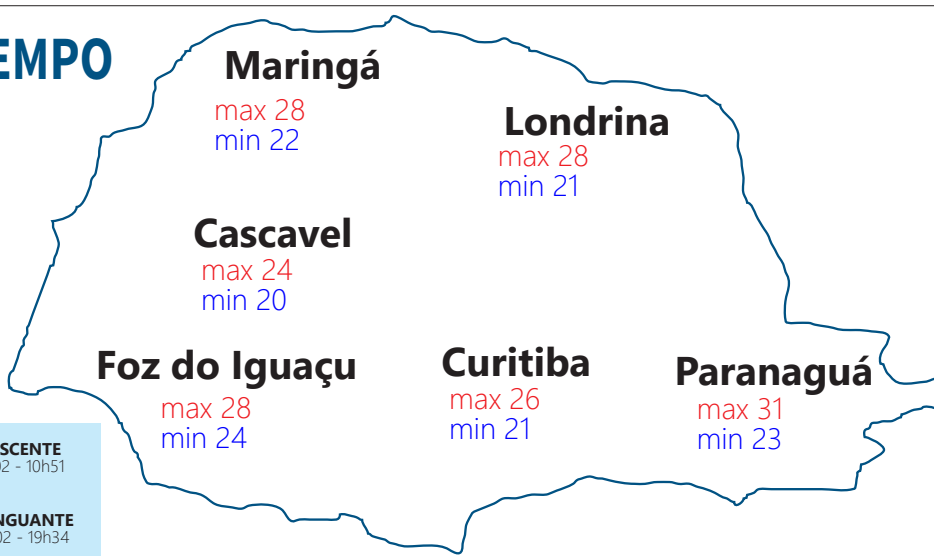 EMPO
Maringá
max 28
min 22
Londrina
max 28
min 21
Cascavel
max 24
min 20
Foz do Iguaçu
max 28
min 24
Curitiba
max 26
min 21
Paranaguá
max 31
min 23
SCENTE
02 - 10h51
NGUANTE
02 - 19h34